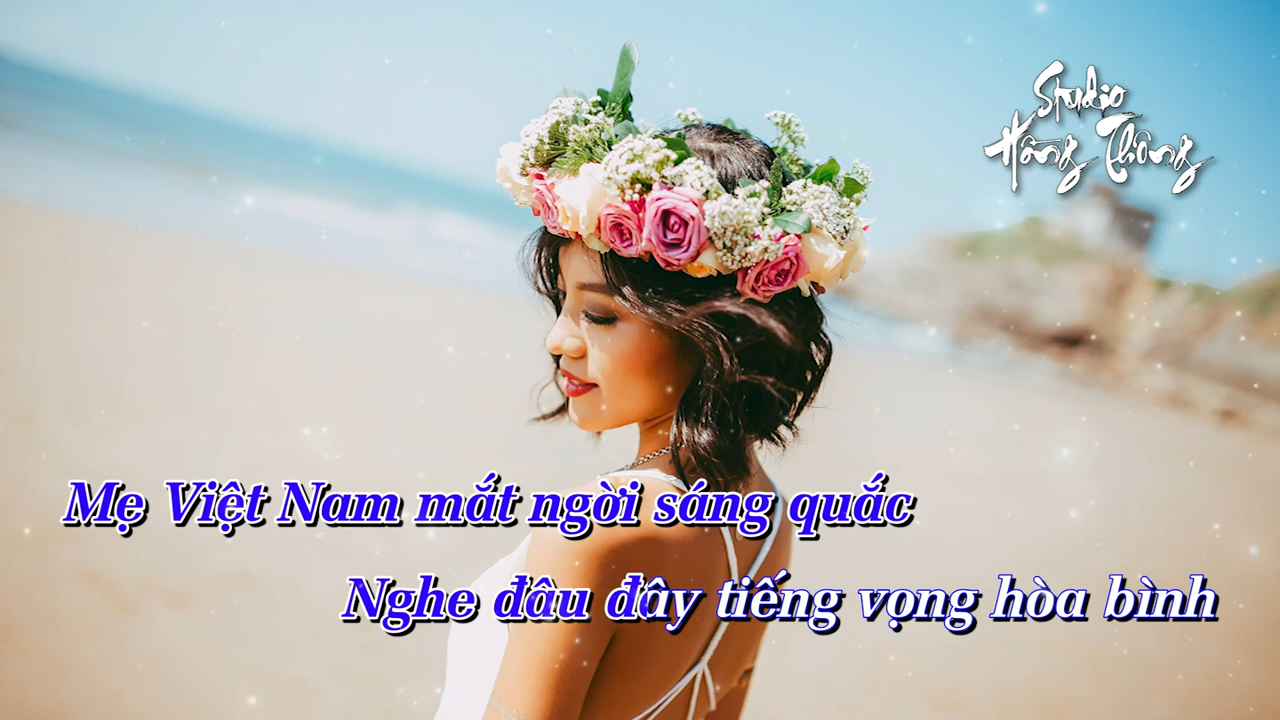 Studio
Hồng Thông
Mẹ Việt Nam mắt ngời sáng quắc
Nghe đâu đây tiếng vọng hòa bình